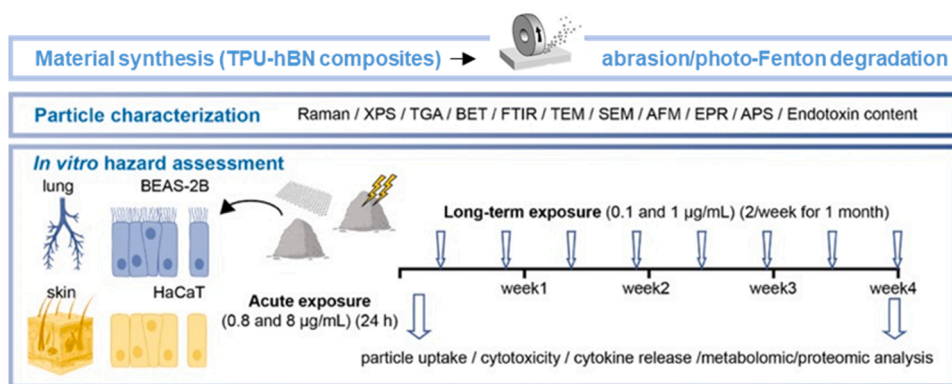 Material synthesis (TPU-hBN composites) → abrasion/photo-Fenton degradation
Particle characterization Raman / XPS / TGA / BET / FTIR / TEM / SEM / AFM / EPR / APS / Endotoxin content
In vitro hazard assessment
lung BEAS-2B
Long-term exposure (0.1 and 1 µg/mL) (2/week for 1 month)
week1 week2 week3 week4
skin HaCaT
Acute exposure
(0.8 and 8 µg/mL) (24 h)
particle uptake / cytotoxicity / cytokine release /metabolomic/proteomic analysis